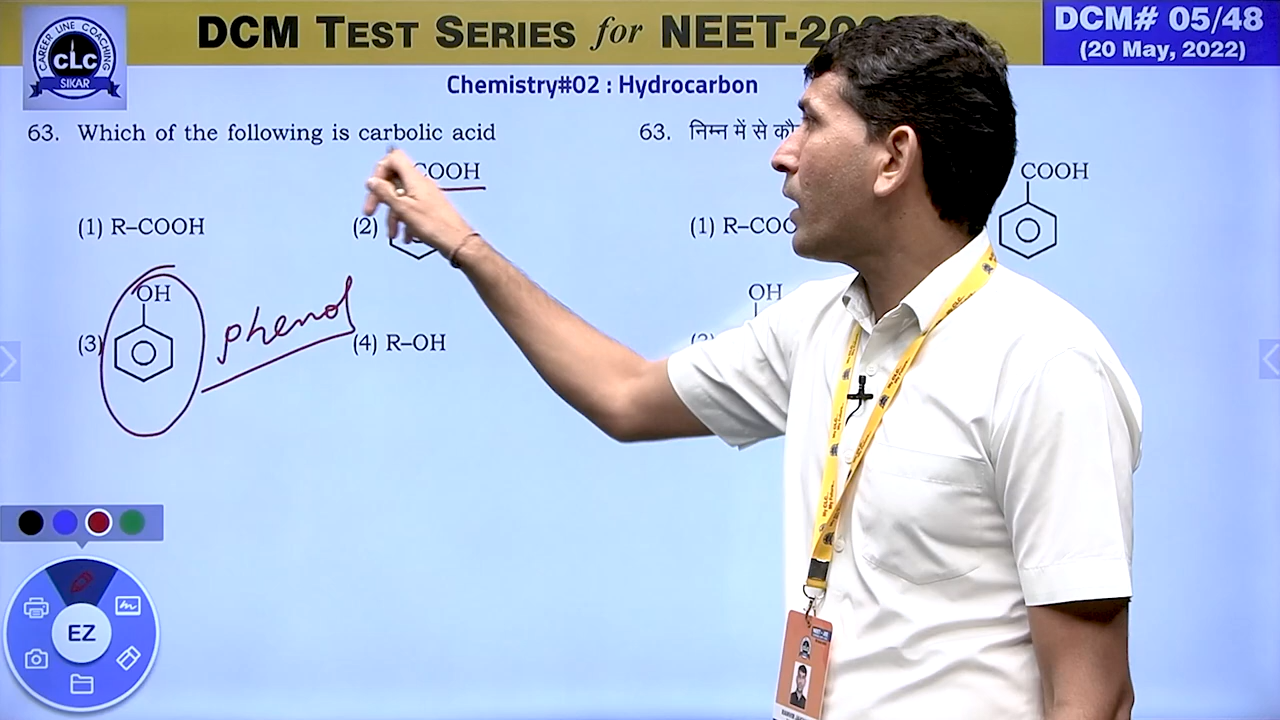 DCM TEST SERIES for NEET-20
DCM# 05/48
(20 May, 2022)
CAREER LINE COACHING
CLC
SIKAR
Chemistry#02 : Hydrocarbon
63. Which of the following is carbolic acid
(1) R–COOH
(2) COOH
(3) OH
phenol
(4) R–OH
63. निम्न में से
(1) R–COO
COOH
OH
EZ